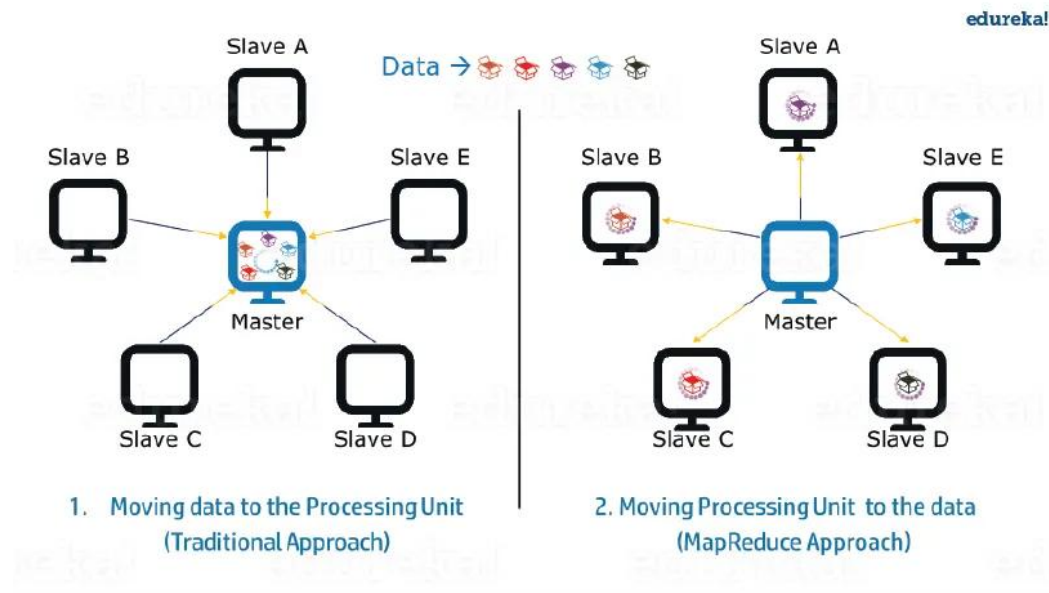 edureka!
Data →
Slave A
Slave B
Slave E
Master
Slave C
Slave D
1. Moving data to the Processing Unit
(Traditional Approach)
Slave A
Slave B
Slave E
Master
Slave C
Slave D
2. Moving Processing Unit to the data
(MapReduce Approach)